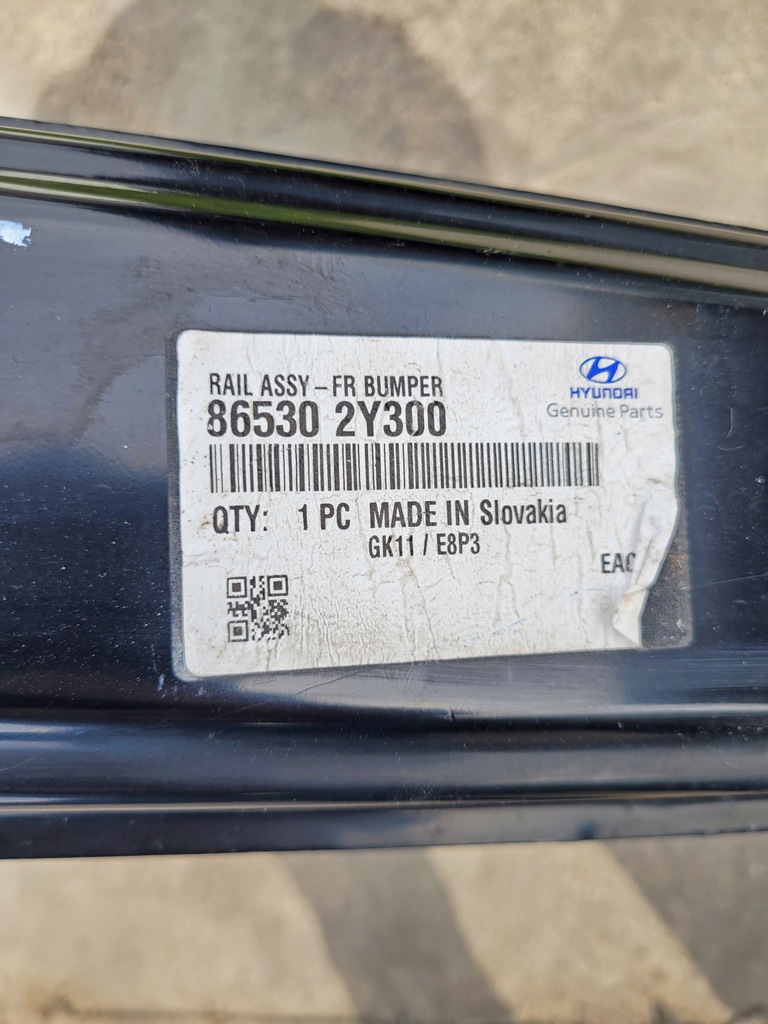 RAIL ASSY – FR BUMPER
86530 2Y300
HYUNDAI
Genuine Parts
QTY: 1 PC MADE IN Slovakia
GK11 / E8P3
EAC